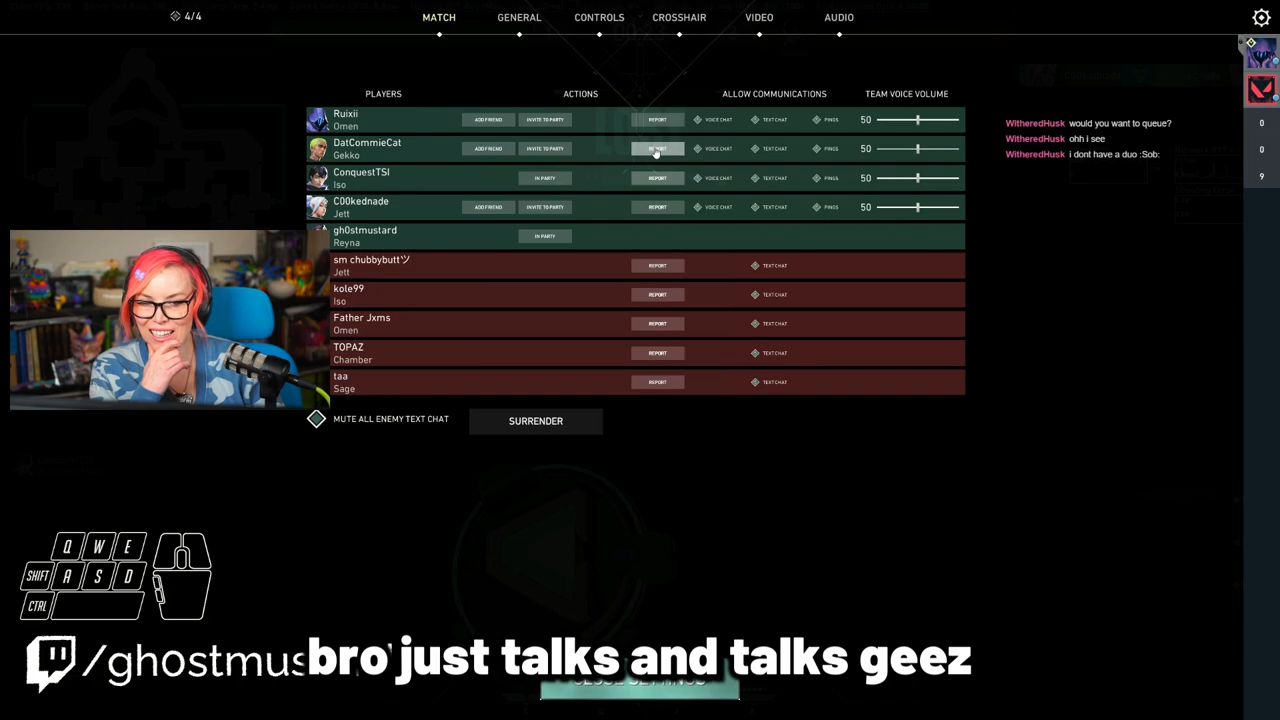 4/4
MATCH
GENERAL
CONTROLS
CROSSHAIR
VIDEO
AUDIO
PLAYERS
ACTIONS
ALLOW COMMUNICATIONS
TEAM VOICE VOLUME
Ruixii
Omen
ADD FRIEND
INVITE TO PARTY
REPORT
VOICE CHAT
TEXT CHAT
PINGS
50
DatCommieCat
Gekko
ADD FRIEND
INVITE TO PARTY
REPORT
VOICE CHAT
TEXT CHAT
PINGS
50
ConquestTSI
Iso
IN PARTY
REPORT
VOICE CHAT
TEXT CHAT
PINGS
50
C00kednade
Jett
ADD FRIEND
INVITE TO PARTY
REPORT
VOICE CHAT
TEXT CHAT
PINGS
50
gh0stmustard
Reyna
IN PARTY
sm chubbybuttツ
Jett
REPORT
TEXT CHAT
kole99
Iso
REPORT
TEXT CHAT
Father Jxms
Omen
REPORT
TEXT CHAT
TOPAZ
Chamber
REPORT
TEXT CHAT
taa
Sage
REPORT
TEXT CHAT
MUTE ALL ENEMY TEXT CHAT
SURRENDER
WitheredHusk would you want to queue?
WitheredHusk ohh i see
WitheredHusk i dont have a duo :Sob:
0
0
9
Q W E
SHIFT A S D
CTRL
/ghostmus
bro just talks and talks geez